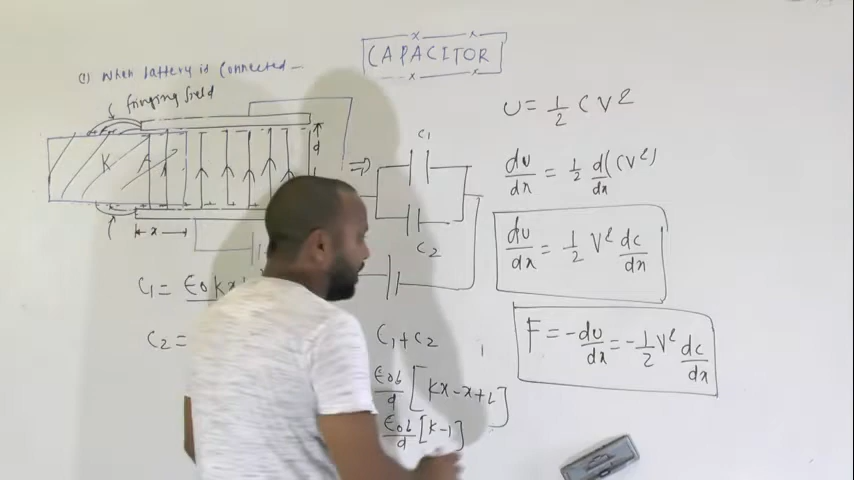 CAPACITOR
(1) When battery is connected -
fringing field
K
d
x
C1
C2
C1 = ε0 Kx
C2 =
C1 + C2
ε0b/d [Kx - x + L]
ε0b/d [K - 1]
U = 1/2 CV²
dU/dx = 1/2 d/dx (CV²)
dU/dx = 1/2 V² dC/dx
F = -dU/dx = -1/2 V² dC/dx